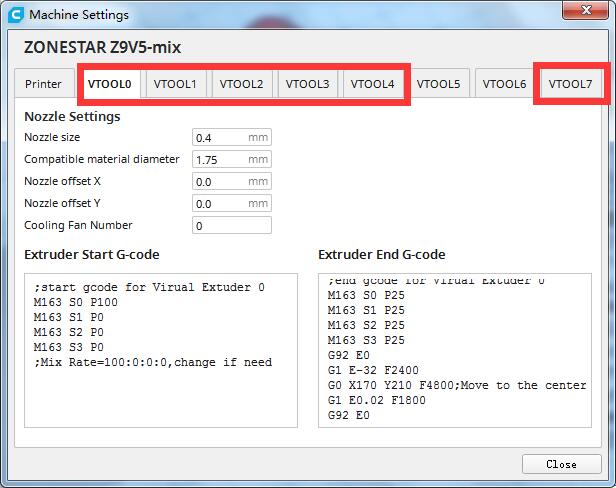 Machine Settings
ZONESTAR Z9V5-mix
Printer VTOOL0 VTOOL1 VTOOL2 VTOOL3 VTOOL4 VTOOL5 VTOOL6 VTOOL7
Nozzle Settings
Nozzle size 0.4 mm
Compatible material diameter 1.75 mm
Nozzle offset X 0.0 mm
Nozzle offset Y 0.0 mm
Cooling Fan Number 0
Extruder Start G-code
;start gcode for Virual Extuder 0
M163 S0 P100
M163 S1 P0
M163 S2 P0
M163 S3 P0
;Mix Rate=100:0:0:0,change if need
Extruder End G-code
;end gcode for Virual Extuder 0
M163 S0 P25
M163 S1 P25
M163 S2 P25
M163 S3 P25
G92 E0
G1 E-32 F2400
G0 X170 Y210 F4800;Move to the center
G1 E0.02 F1800
G92 E0
Close